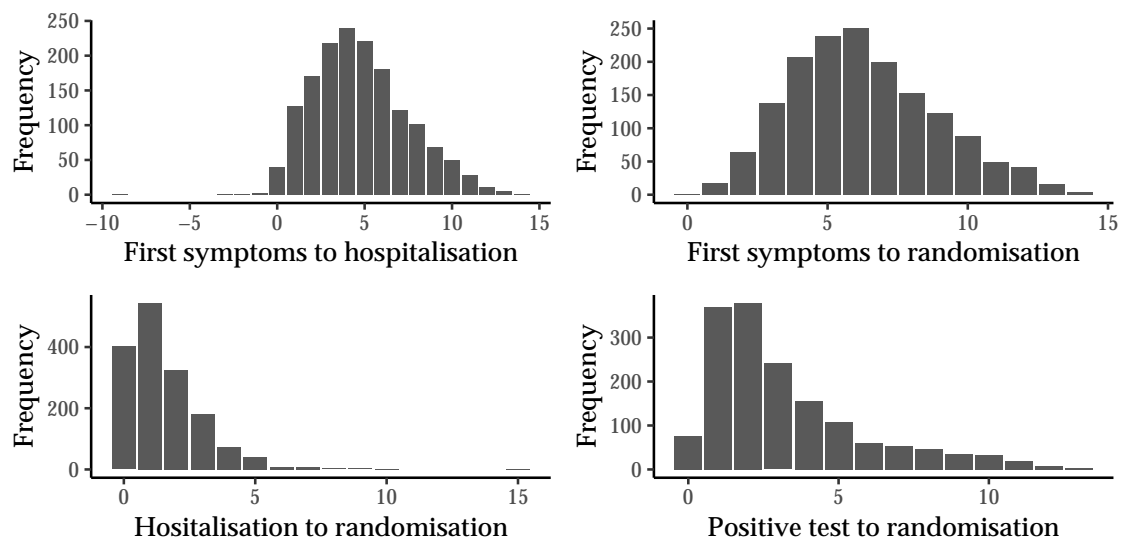 250
200
150
100
50
0
Frequency
−10 −5 0 5 10 15
First symptoms to hospitalisation
250
200
150
100
50
0
Frequency
0 5 10 15
First symptoms to randomisation
400
200
0
Frequency
0 5 10 15
Hositalisation to randomisation
300
200
100
0
Frequency
0 5 10
Positive test to randomisation